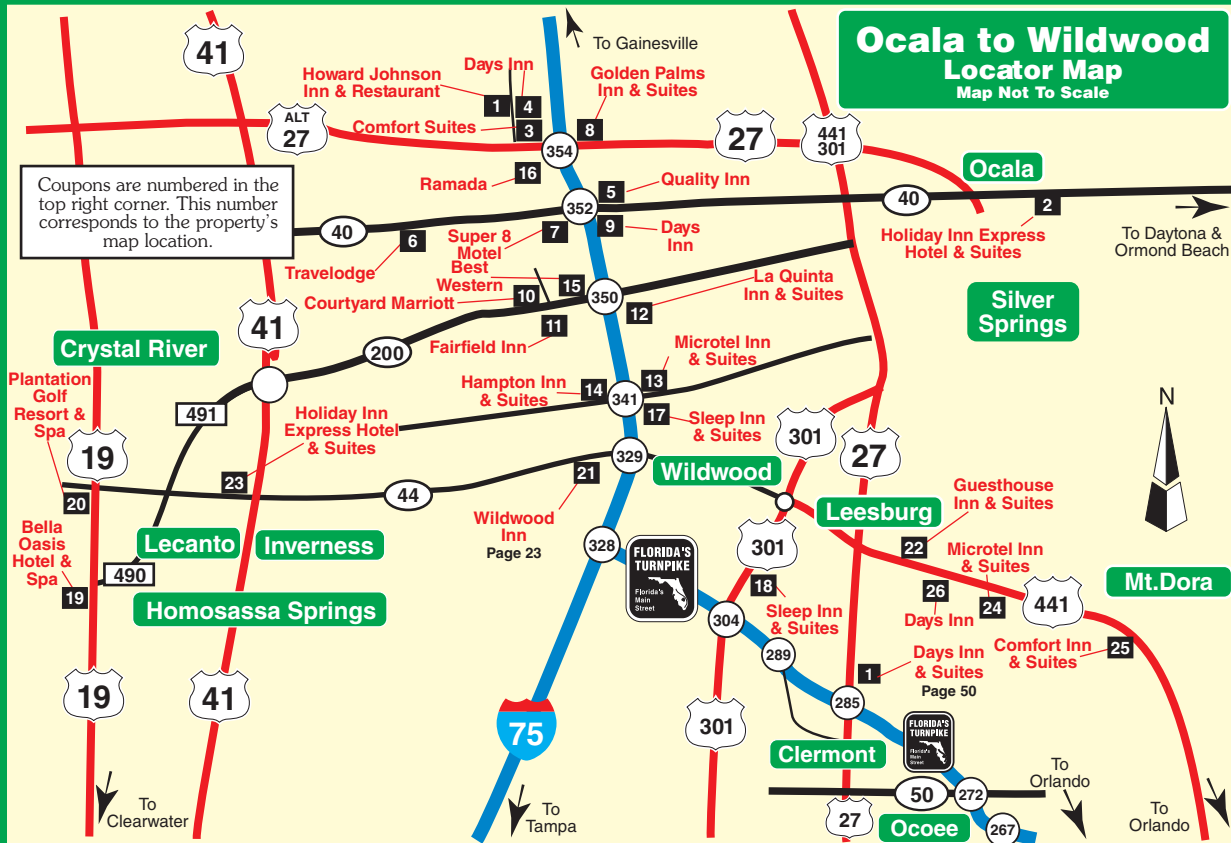 Ocala to Wildwood
Locator Map
Map Not To Scale
41
To Gainesville
Days Inn
Howard Johnson
Inn & Restaurant
1
4
Golden Palms
Inn & Suites
ALT
27
Comfort Suites
3
8
354
27
441
301
Coupons are numbered in the
top right corner. This number
corresponds to the property's
map location.
Ramada
16
5
Quality Inn
Ocala
40
352
40
2
6
Travelodge
Super 8
Motel
7
9
Days
Inn
Holiday Inn Express
Hotel & Suites
To Daytona &
Ormond Beach
Best
Western
15
Courtyard Marriott
10
350
La Quinta
Inn & Suites
12
Silver
Springs
41
11
Fairfield Inn
200
Crystal River
Microtel Inn
& Suites
Plantation
Golf
Resort &
Spa
Hampton Inn
& Suites
14
13
341
491
Holiday Inn
Express Hotel
& Suites
17
Sleep Inn
& Suites
301
N
19
27
329
Wildwood
23
21
44
20
Guesthouse
Inn & Suites
Leesburg
Wildwood
Inn
Page 23
Bella
Oasis
Hotel &
Spa
Lecanto
Inverness
328
301
22
Microtel Inn
& Suites
FLORIDA'S
TURNPIKE
Florida's
Main
Street
490
19
18
Sleep Inn
& Suites
26
Days Inn
24
441
Mt.Dora
Homosassa Springs
304
289
Days Inn
& Suites
1
Page 50
Comfort Inn
& Suites
25
19
41
285
75
301
FLORIDA'S
TURNPIKE
Florida's
Main
Street
Clermont
To
Orlando
50
272
To
Clearwater
To
Tampa
27
Ocoee
267
To
Orlando